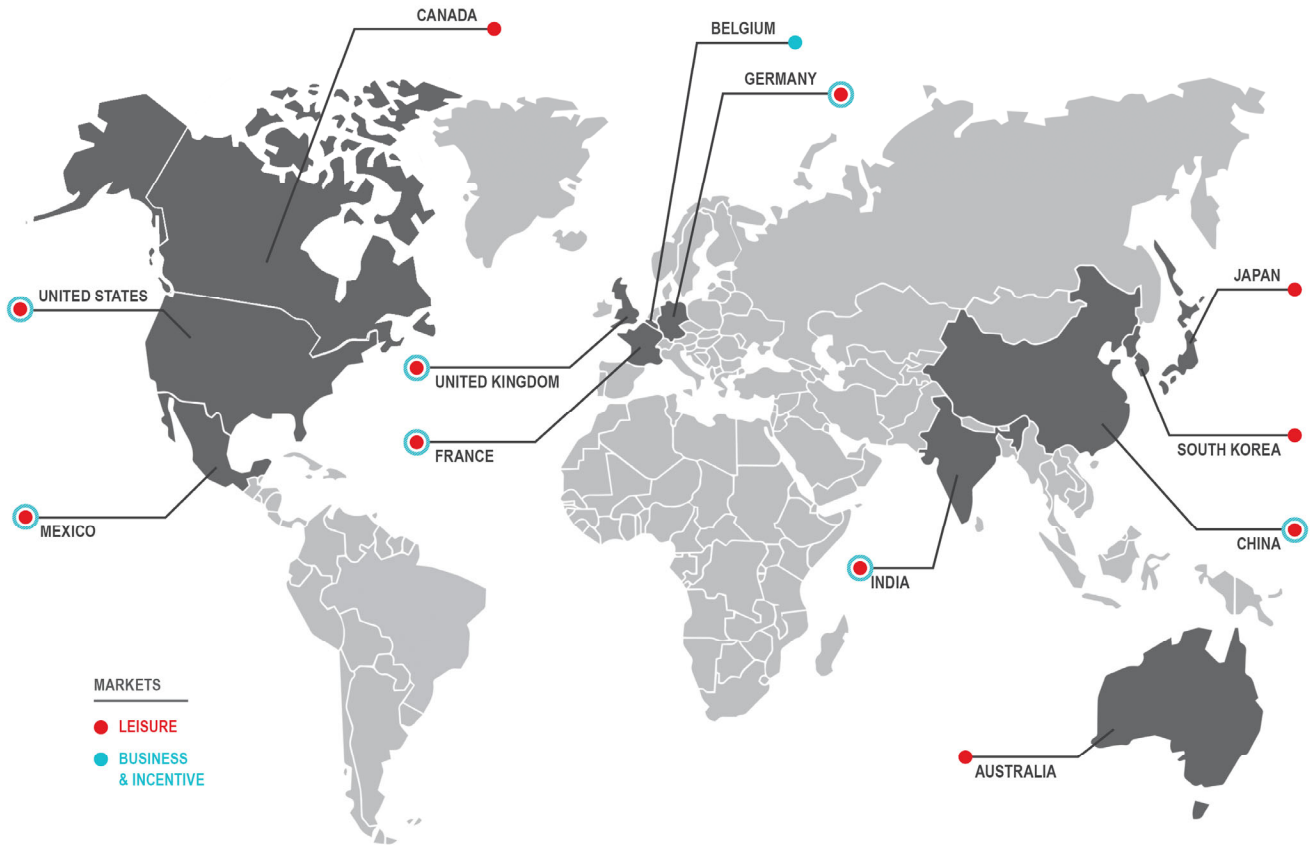 CANADA
BELGIUM
GERMANY
JAPAN
UNITED STATES
UNITED KINGDOM
FRANCE
SOUTH KOREA
MEXICO
CHINA
INDIA
MARKETS
LEISURE
BUSINESS
& INCENTIVE
AUSTRALIA